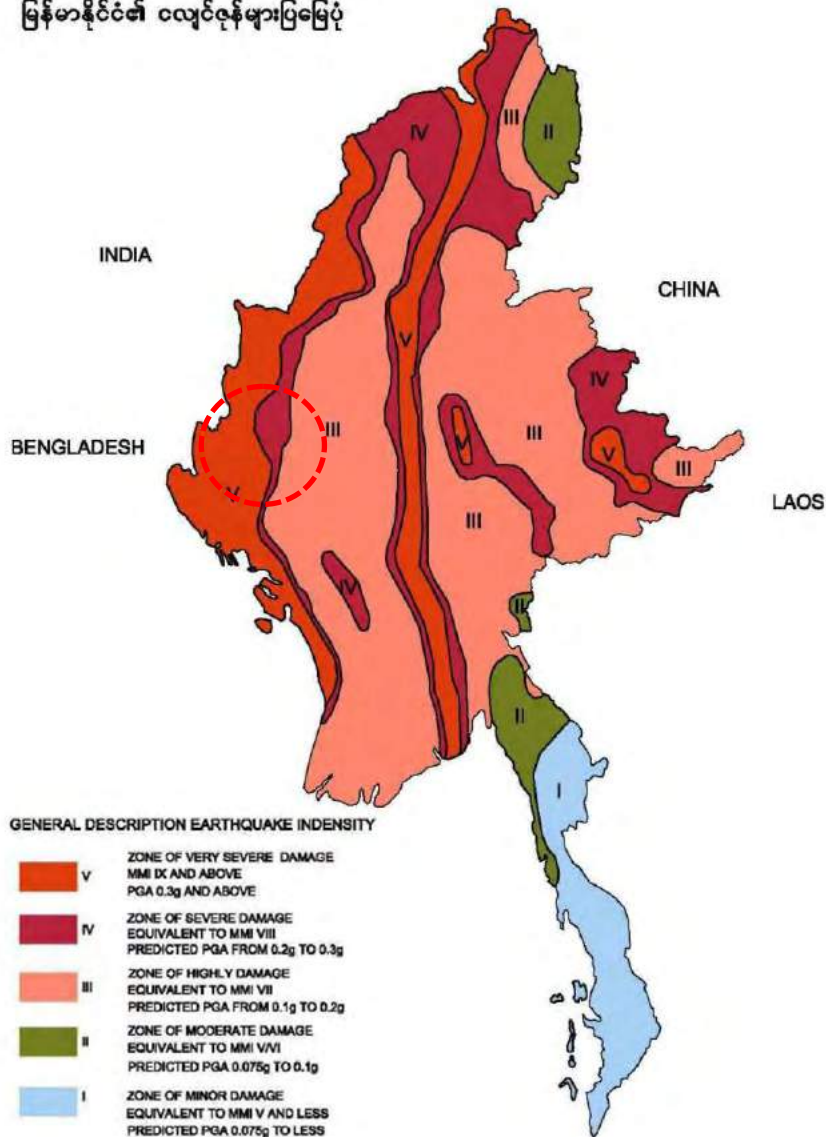 မြန်မာနိုင်ငံ၏ ငလျင်ဇုန်များပြမြေပုံ
IV
III
II
INDIA
CHINA
V
IV
BENGLADESH
III
V
III
V
III
LAOS
V
III
IV
II
II
I
GENERAL DESCRIPTION EARTHQUAKE INDENSITY
V
ZONE OF VERY SEVERE DAMAGE
MMI IX AND ABOVE
PGA 0.3g AND ABOVE
IV
ZONE OF SEVERE DAMAGE
EQUIVALENT TO MMI VIII
PREDICTED PGA FROM 0.2g TO 0.3g
III
ZONE OF HIGHLY DAMAGE
EQUIVALENT TO MMI VII
PREDICTED PGA FROM 0.1g TO 0.2g
II
ZONE OF MODERATE DAMAGE
EQUIVALENT TO MMI V/VI
PREDICTED PGA 0.075g TO 0.1g
I
ZONE OF MINOR DAMAGE
EQUIVALENT TO MMI V AND LESS
PREDICTED PGA 0.075g TO LESS